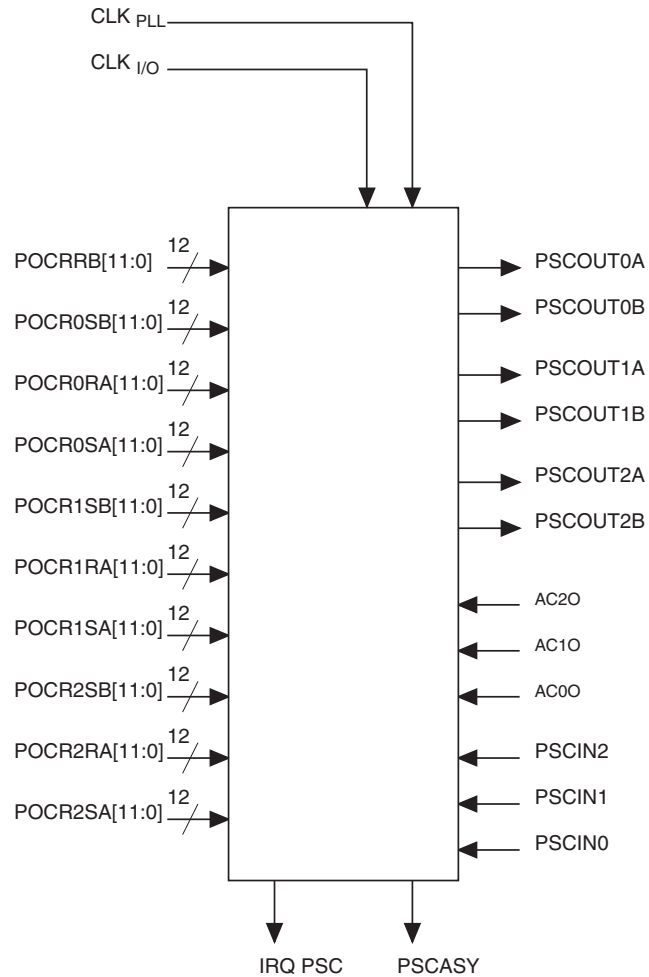 CLK PLL
CLK I/O
POCRRB[11:0] 12
POCR0SB[11:0] 12
POCR0RA[11:0] 12
POCR0SA[11:0] 12
POCR1SB[11:0] 12
POCR1RA[11:0] 12
POCR1SA[11:0] 12
POCR2SB[11:0] 12
POCR2RA[11:0] 12
POCR2SA[11:0] 12
PSCOUT0A
PSCOUT0B
PSCOUT1A
PSCOUT1B
PSCOUT2A
PSCOUT2B
AC2O
AC1O
AC0O
PSCIN2
PSCIN1
PSCIN0
IRQ PSC
PSCASY